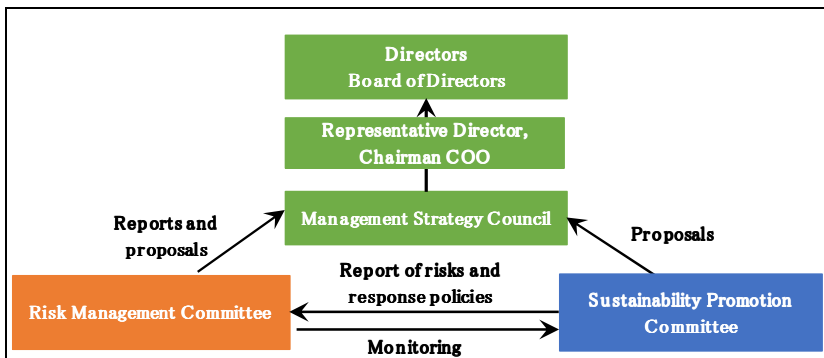 Directors
Board of Directors
Representative Director,
Chairman COO
Management Strategy Council
Reports and
proposals
Proposals
Report of risks and
response policies
Risk Management Committee
Sustainability Promotion
Committee
Monitoring